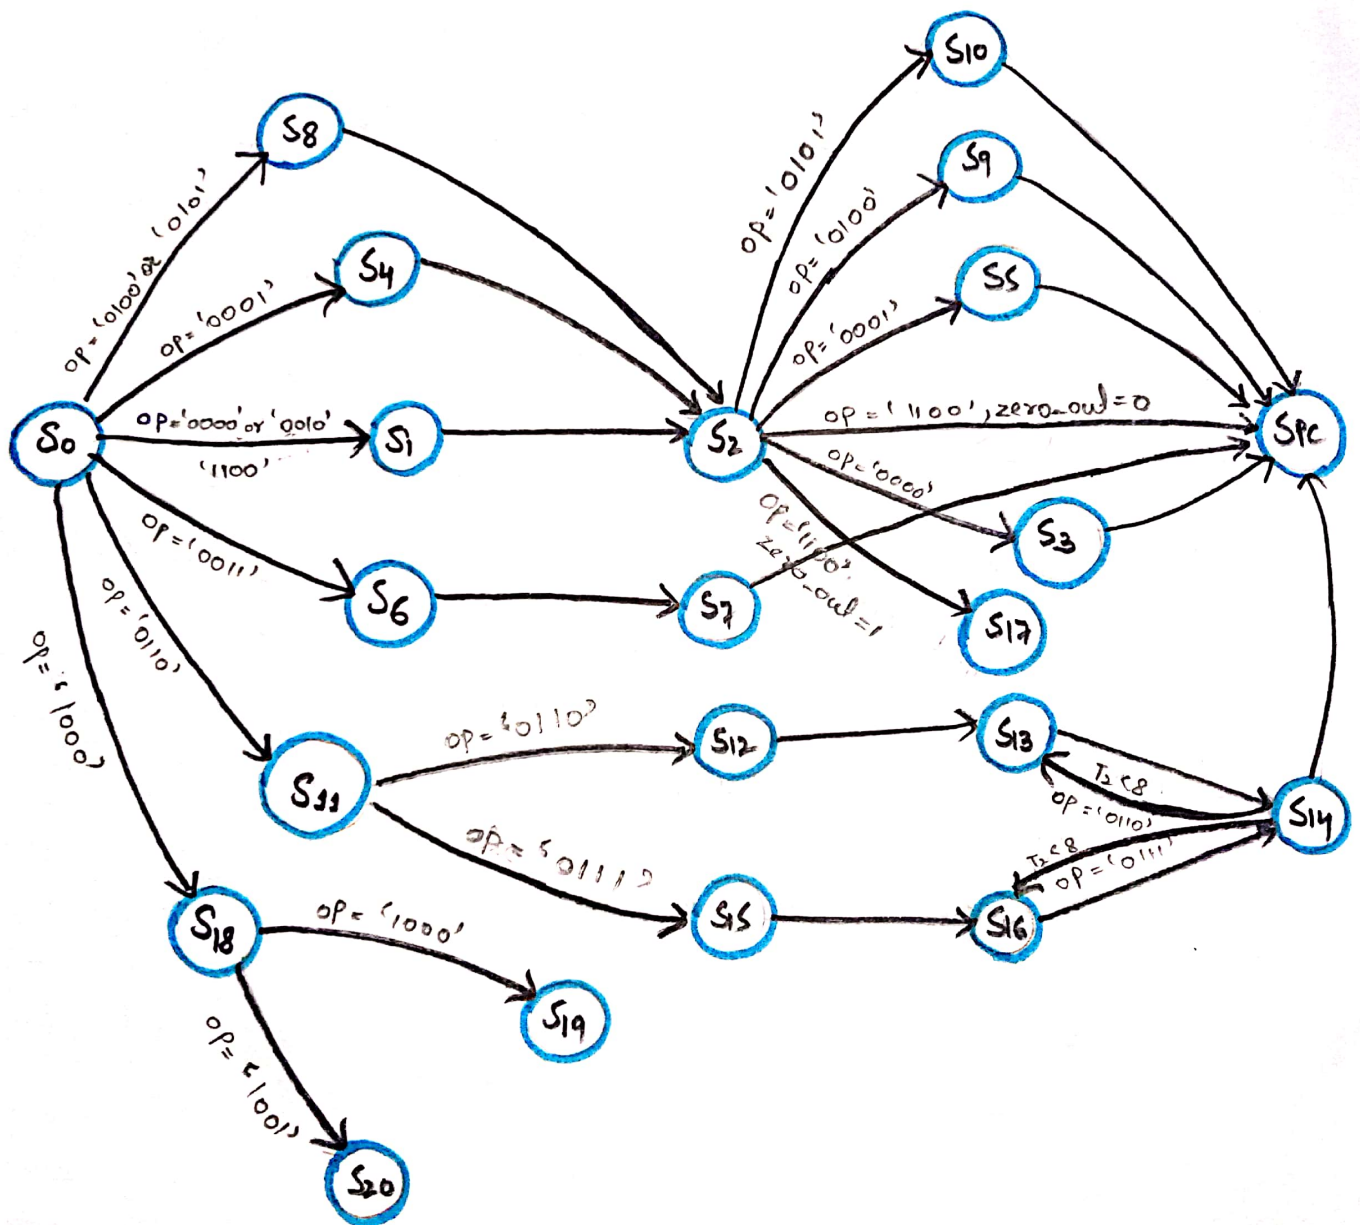 S10
S8
op='0100' or '0101'
S9
op='0101'
op='0100'
S4
op='0001'
S5
op='0001'
S0
op='0000' or '0010'
'1100'
S1
S2
op='1100', zero_out=0
SPC
op='0000'
S3
op='0011'
S6
S7
op='1100'
zero_out=1
S17
op='0110'
op='1000'
S11
op='0110'
S12
S13
T2<8
op='0110'
S14
op='0111'
S15
T2<8
op='0111'
S16
S18
op='1000'
S19
op='1001'
S20